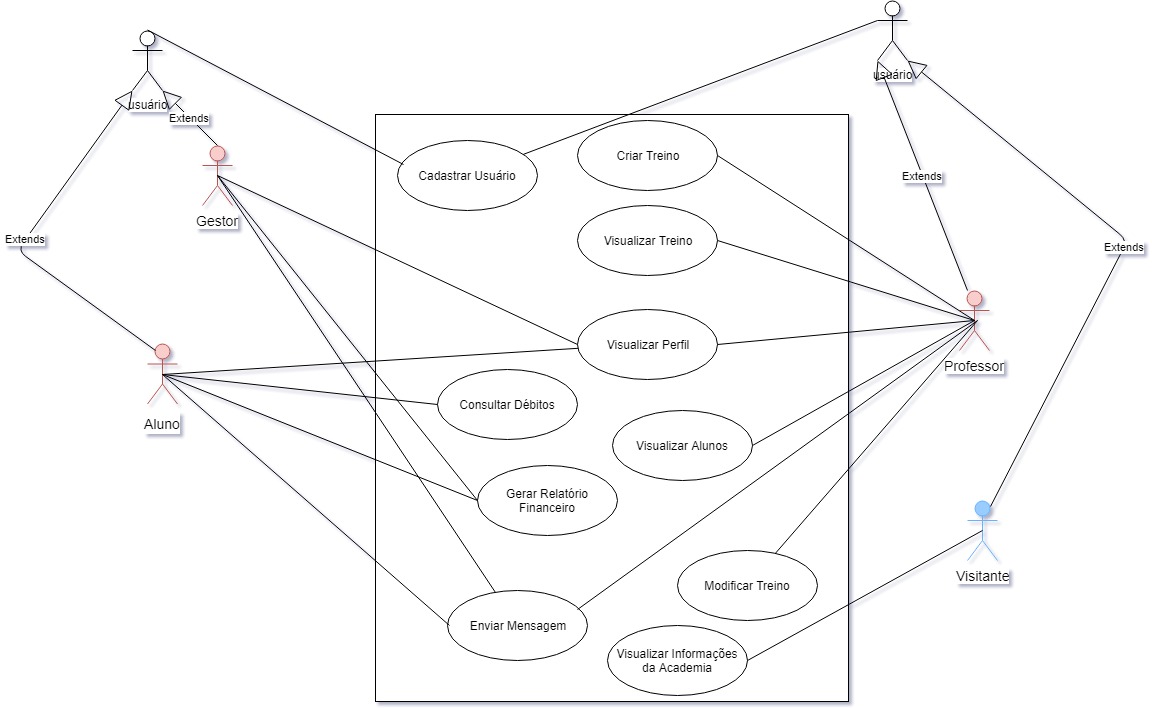 usuário
usuário
Extends
Gestor
Extends
Aluno
Cadastrar Usuário
Criar Treino
Visualizar Treino
Visualizar Perfil
Consultar Débitos
Visualizar Alunos
Gerar Relatório
Financeiro
Modificar Treino
Enviar Mensagem
Visualizar Informações
da Academia
Extends
Extends
Professor
Visitante